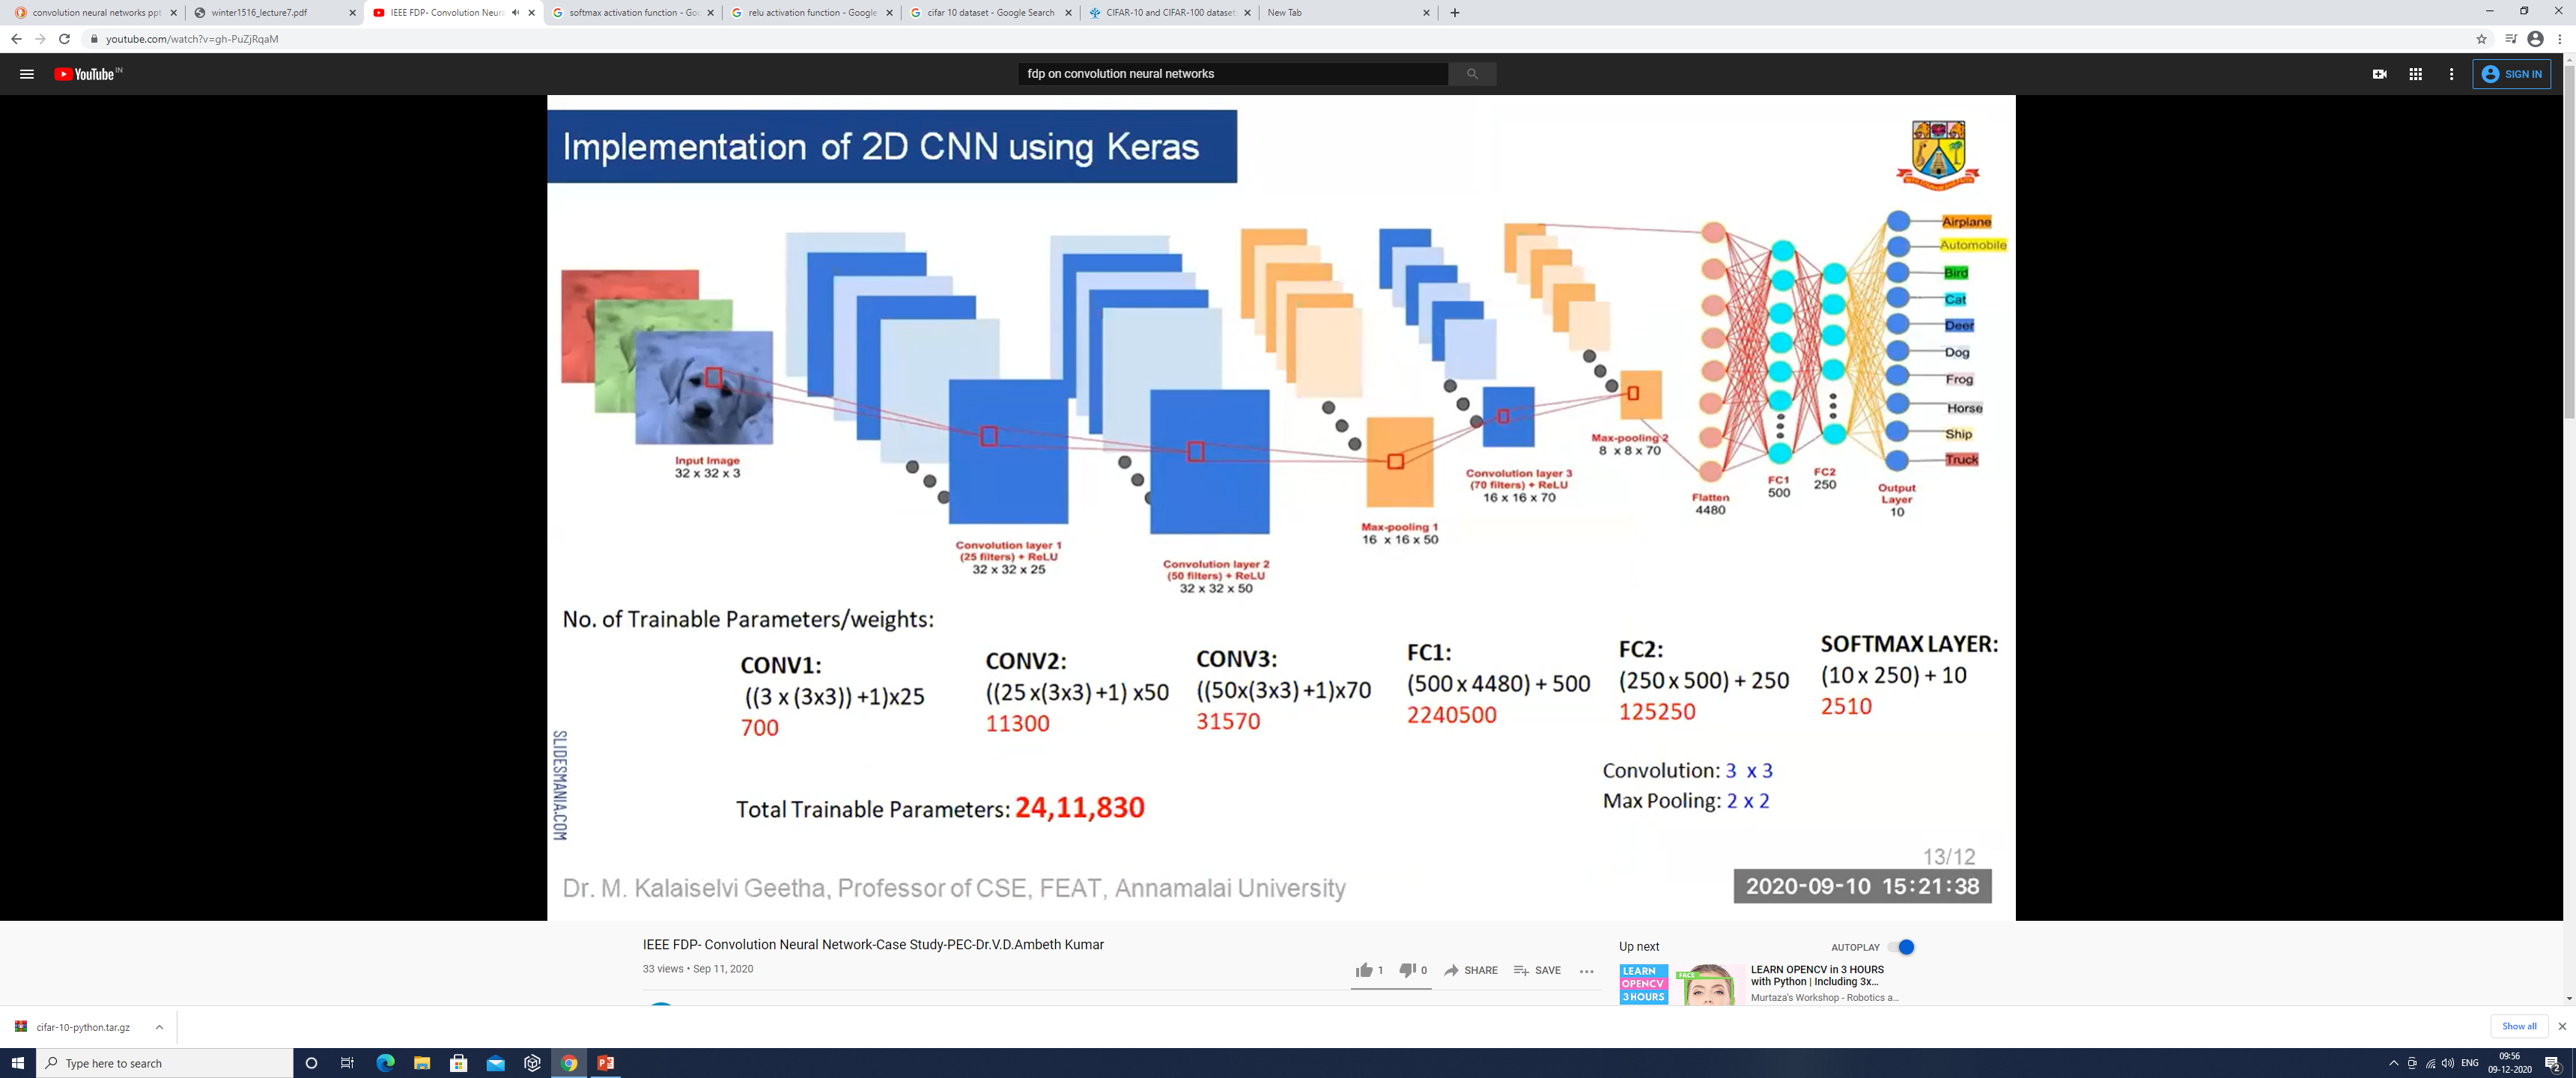 convolution neural networks ppt
winter1516_lecture7.pdf
IEEE FDP- Convolution Neura
softmax activation function - Goo
relu activation function - Google
cifar 10 dataset - Google Search
CIFAR-10 and CIFAR-100 dataset
New Tab
youtube.com/watch?v=gh-PuZjRqaM
YouTube IN
fdp on convolution neural networks
SIGN IN
Implementation of 2D CNN using Keras
Input Image
32 x 32 x 3
Convolution layer 1
(25 filters) + ReLU
32 x 32 x 25
Convolution layer 2
(50 filters) + ReLU
32 x 32 x 50
Max-pooling 1
16 x 16 x 50
Convolution layer 3
(70 filters) + ReLU
16 x 16 x 70
Max-pooling 2
8 x 8 x 70
Flatten
4480
FC1
500
FC2
250
Output
Layer
10
Airplane
Automobile
Bird
Cat
Deer
Dog
Frog
Horse
Ship
Truck
No. of Trainable Parameters/weights:
CONV1:
((3 x (3x3)) +1)x25
700
CONV2:
((25 x(3x3) +1) x50
11300
CONV3:
((50x(3x3) +1)x70
31570
FC1:
(500 x 4480) + 500
2240500
FC2:
(250 x 500) + 250
125250
SOFTMAX LAYER:
(10 x 250) + 10
2510
Convolution: 3 x 3
Max Pooling: 2 x 2
Total Trainable Parameters: 24,11,830
SLIDESMANIA.COM
13/12
Dr. M. Kalaiselvi Geetha, Professor of CSE, FEAT, Annamalai University
2020-09-10 15:21:38
IEEE FDP- Convolution Neural Network-Case Study-PEC-Dr.V.D.Ambeth Kumar
33 views • Sep 11, 2020
1
0
SHARE
SAVE
Up next
AUTOPLAY
LEARN
OPENCV
3 HOURS
FACE
LEARN OPENCV in 3 HOURS
with Python | Including 3x...
Murtaza's Workshop - Robotics a...
cifar-10-python.tar.gz
Show all
Type here to search
ENG
09:56
09-12-2020
2